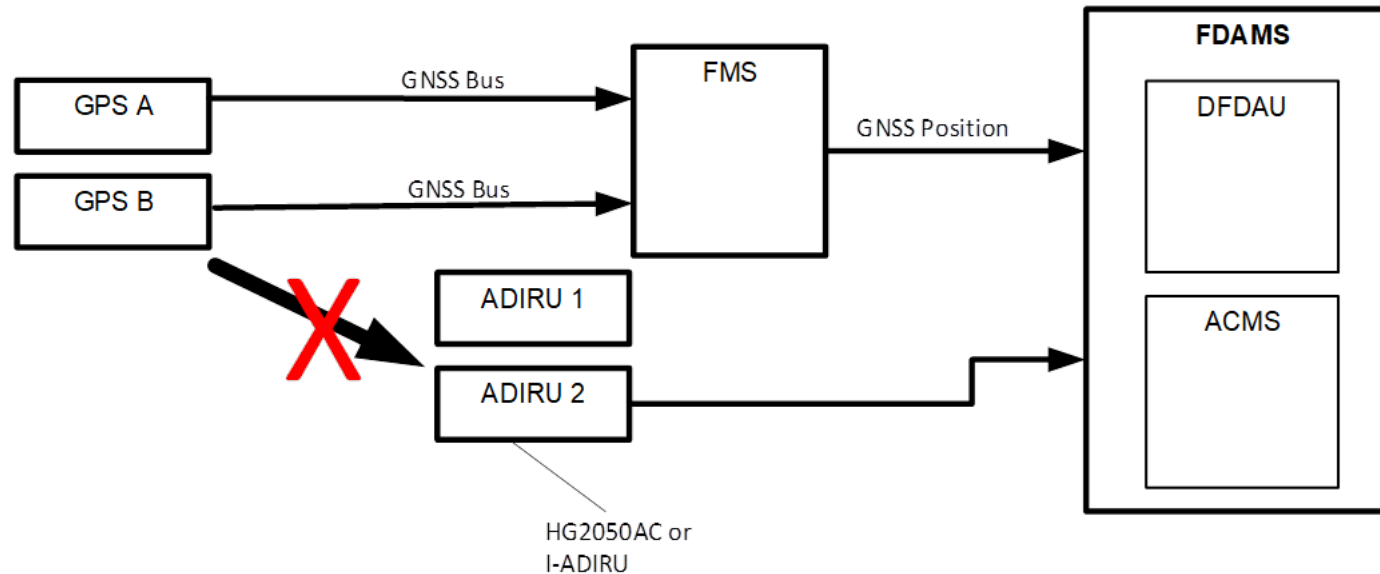 FDAMS
GPS A
GNSS Bus
FMS
DFDAU
GNSS Position
GPS B
GNSS Bus
ADIRU 1
ACMS
ADIRU 2
HG2050AC or
I-ADIRU